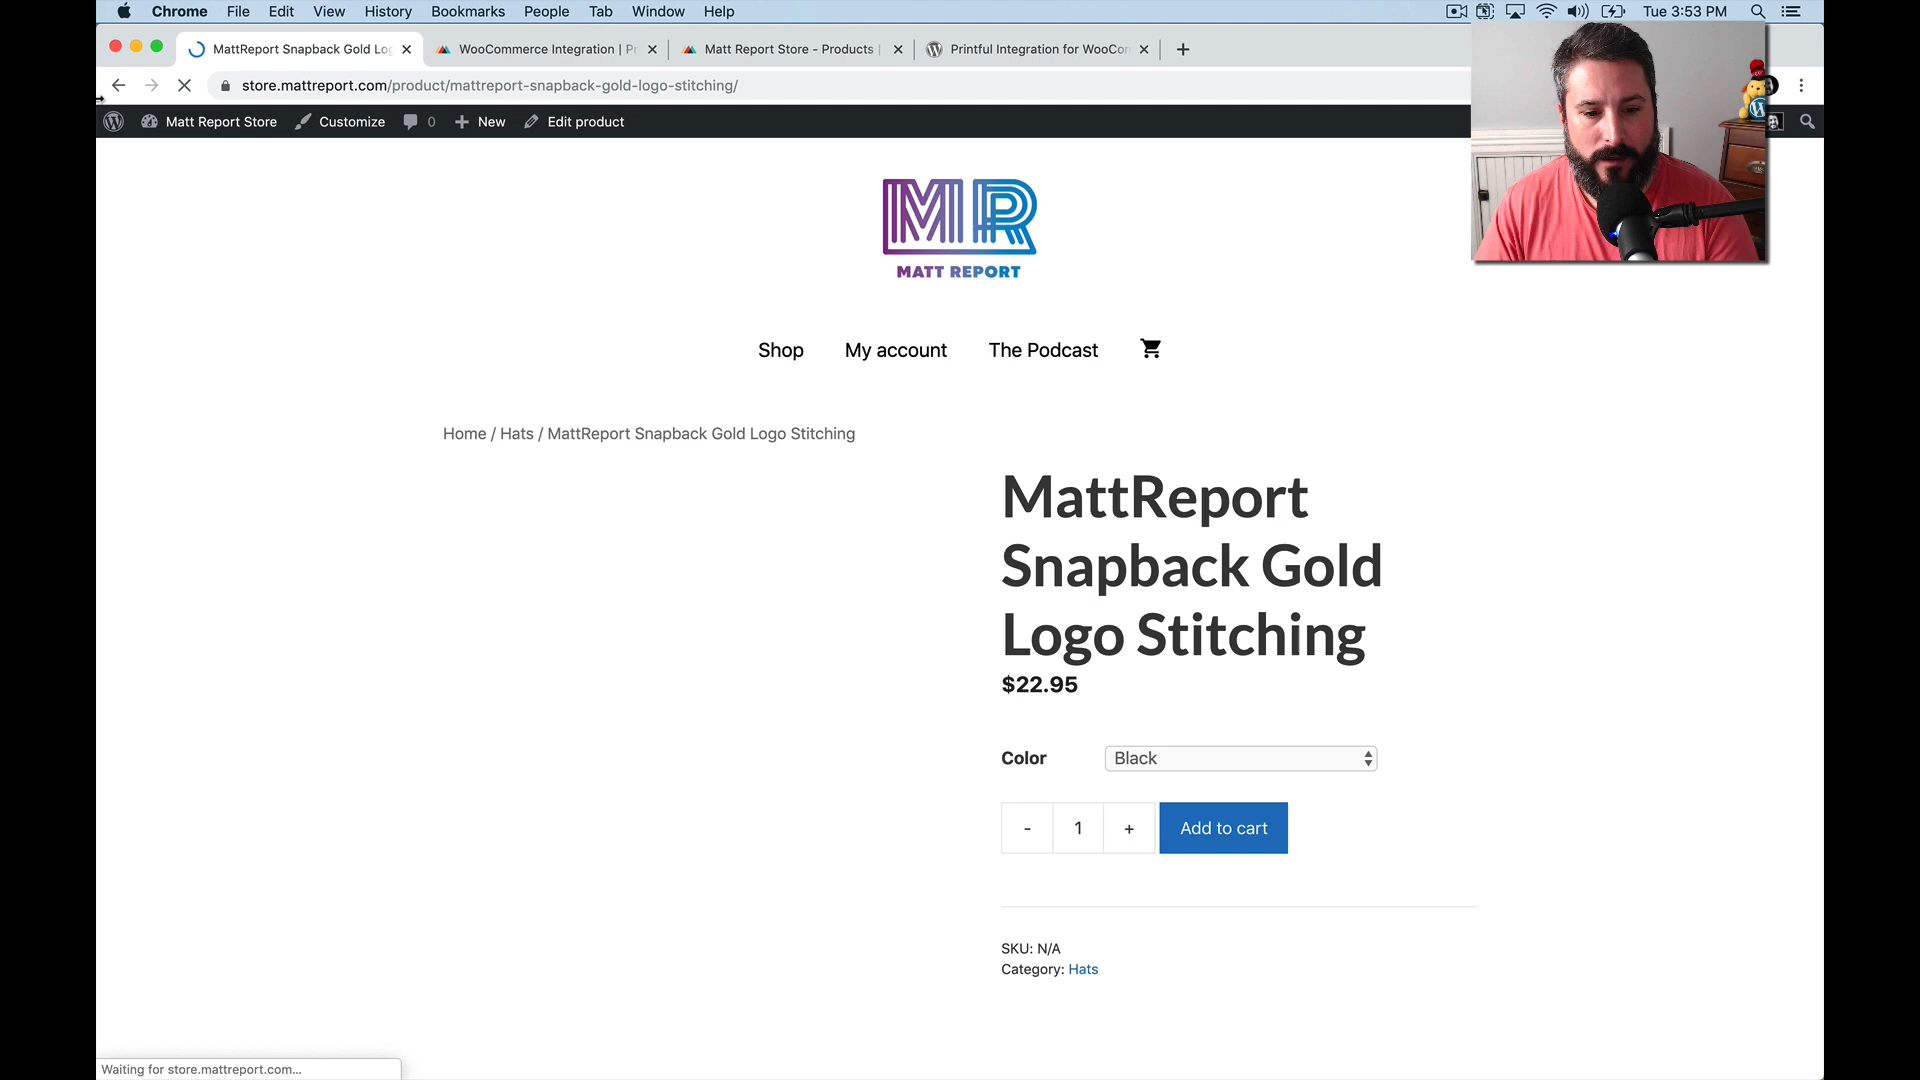 Chrome File Edit View History Bookmarks People Tab Window Help Tue 3:53 PM
MattReport Snapback Gold Lo WooCommerce Integration | P Matt Report Store - Products | Printful Integration for WooCo
store.mattreport.com/product/mattreport-snapback-gold-logo-stitching/
Matt Report Store Customize 0 New Edit product
MR
MATT REPORT
Shop My account The Podcast
Home / Hats / MattReport Snapback Gold Logo Stitching
MattReport
Snapback Gold
Logo Stitching
$22.95
Color Black
- 1 + Add to cart
SKU: N/A
Category: Hats
Waiting for store.mattreport.com...